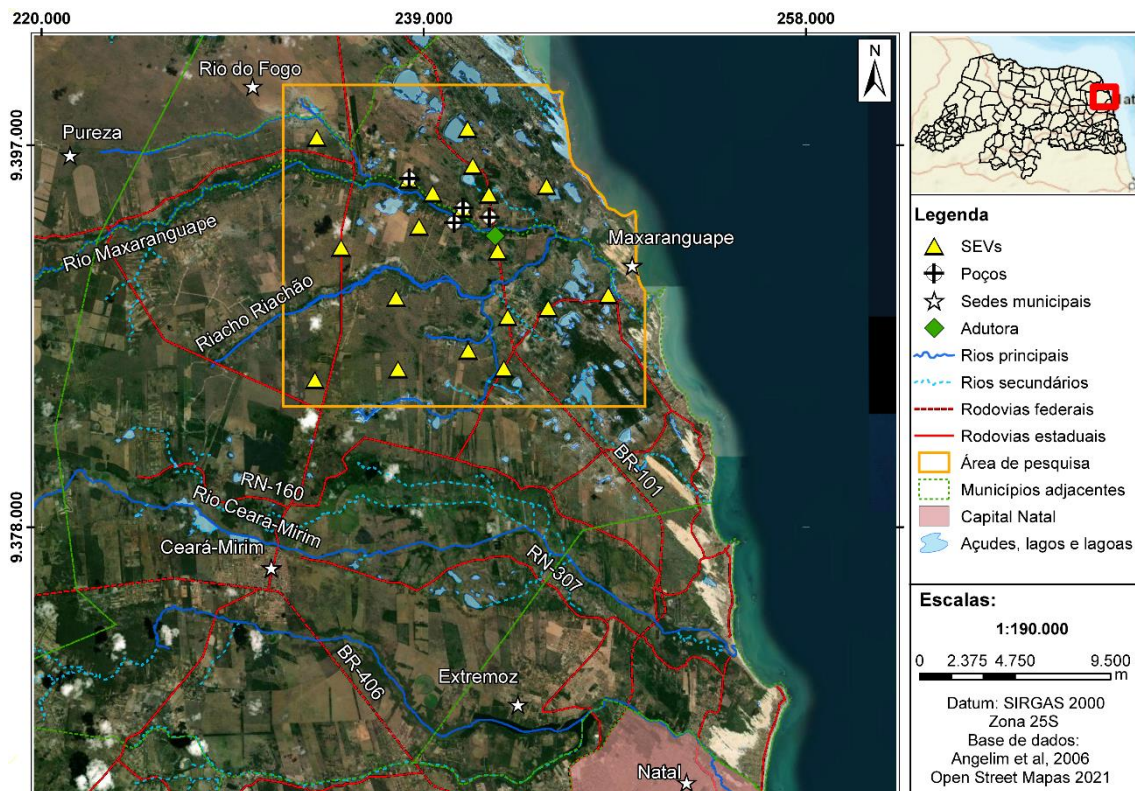 220.000
239.000
258.000
9.397.000
9.378.000
N
Rio do Fogo
Pureza
Rio Maxaranguape
Riacho Riachão
Maxaranguape
RN-160
Rio Ceara-Mirim
Ceará-Mirim
BR-101
RN-307
BR-406
Extremoz
Natal
Legenda
SEVs
Poços
Sedes municipais
Adutora
Rios principais
Rios secundários
Rodovias federais
Rodovias estaduais
Área de pesquisa
Municípios adjacentes
Capital Natal
Açudes, lagos e lagoas
Escalas:
1:190.000
0 2.375 4.750 9.500
m
Datum: SIRGAS 2000
Zona 25S
Base de dados:
Angelim et al, 2006
Open Street Mapas 2021